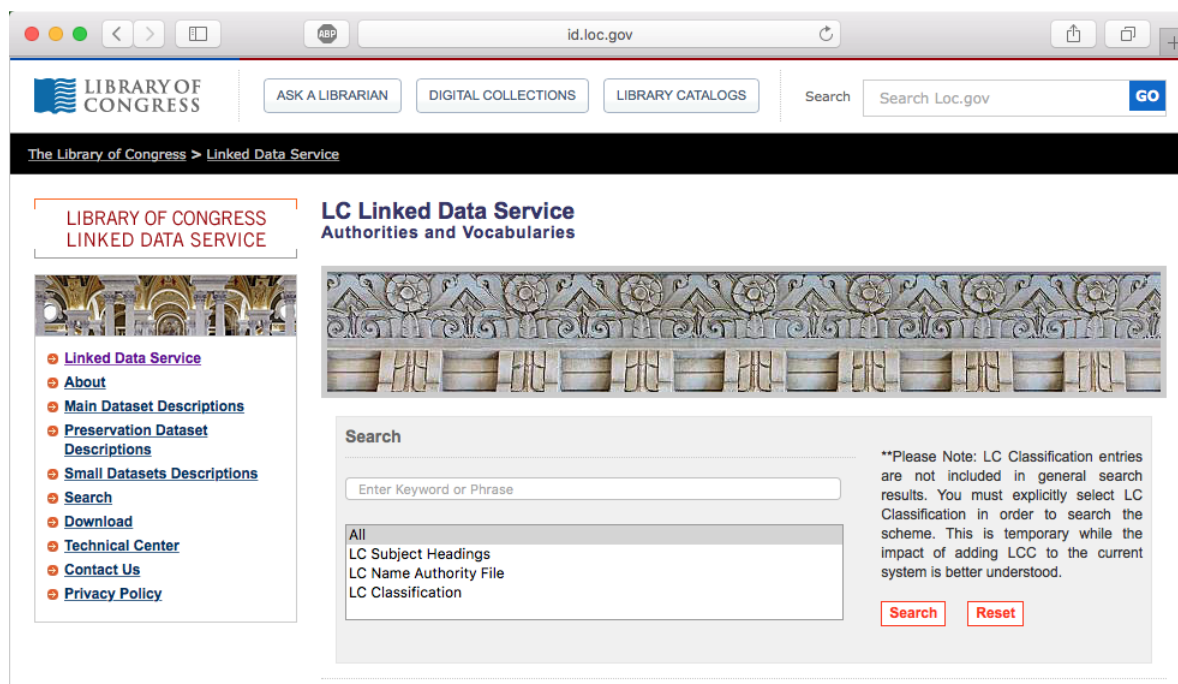 ABP
id.loc.gov
LIBRARY OF
CONGRESS
ASK A LIBRARIAN
DIGITAL COLLECTIONS
LIBRARY CATALOGS
Search
Search Loc.gov
GO
The Library of Congress > Linked Data Service
LIBRARY OF CONGRESS
LINKED DATA SERVICE
Linked Data Service
About
Main Dataset Descriptions
Preservation Dataset
Descriptions
Small Datasets Descriptions
Search
Download
Technical Center
Contact Us
Privacy Policy
LC Linked Data Service
Authorities and Vocabularies
Search
Enter Keyword or Phrase
All
LC Subject Headings
LC Name Authority File
LC Classification
**Please Note: LC Classification entries
are not included in general search
results. You must explicitly select LC
Classification in order to search the
scheme. This is temporary while the
impact of adding LCC to the current
system is better understood.
Search
Reset